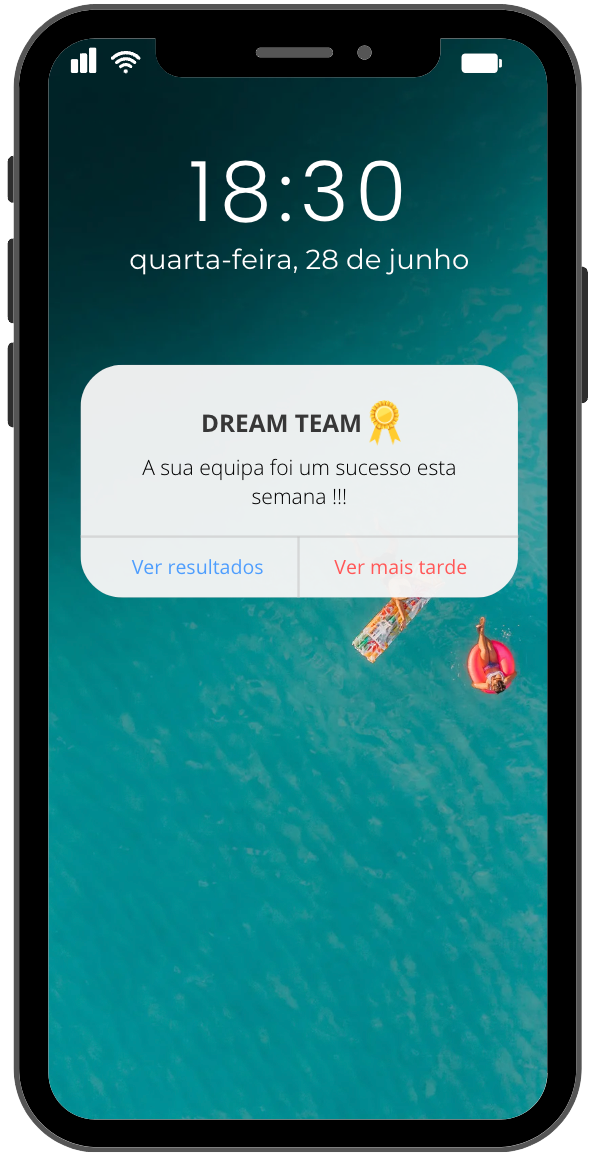 18:30
quarta-feira, 28 de junho
DREAM TEAM
A sua equipa foi um sucesso esta
semana !!!
Ver resultados
Ver mais tarde